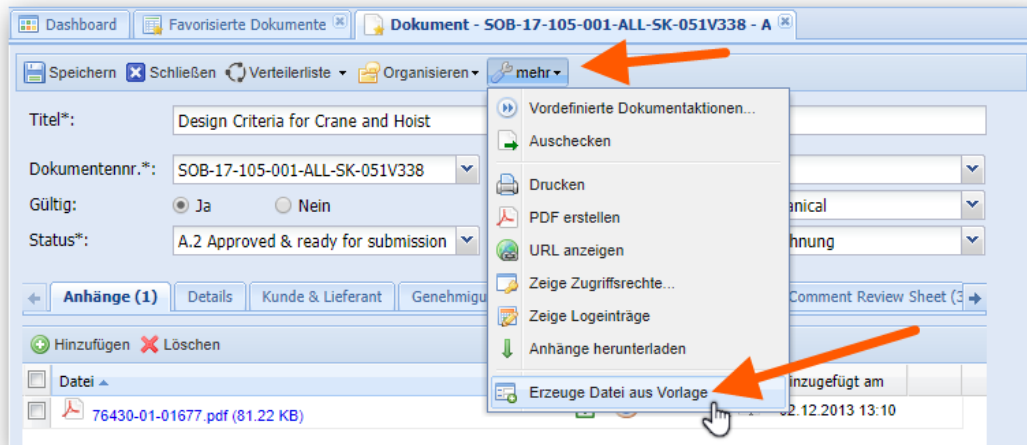 Dashboard Favorisierte Dokumente Dokument - SOB-17-105-001-ALL-SK-051V338 - A
Speichern Schließen Verteilerliste Organisieren mehr
Titel*: Design Criteria for Crane and Hoist
Vordefinierte Dokumentaktionen...
Auschecken
Dokumentennr.*: SOB-17-105-001-ALL-SK-051V338
Drucken
Gültig: Ja Nein
PDF erstellen
anical
Status*: A.2 Approved & ready for submission
URL anzeigen
hnung
Zeige Zugriffsrechte...
Anhänge (1) Details Kunde & Lieferant Genehmigu
Comment Review Sheet (3
Zeige Logeinträge
Hinzufügen Löschen
Anhänge herunterladen
Datei
Erzeuge Datei aus Vorlage
inzugefügt am
76430-01-01677.pdf (81.22 KB)
02.12.2013 13:10